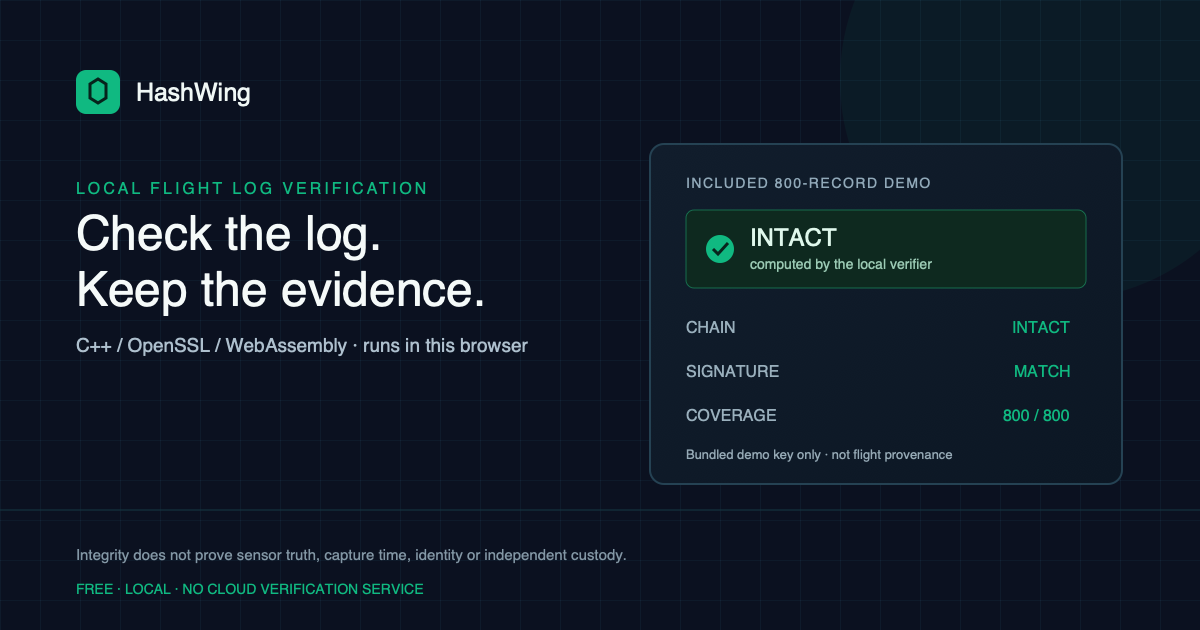 HashWing
LOCAL FLIGHT LOG VERIFICATION
Check the log.
Keep the evidence.
C++ / OpenSSL / WebAssembly · runs in this browser
INCLUDED 800-RECORD DEMO
INTACT
computed by the local verifier
CHAIN INTACT
SIGNATURE MATCH
COVERAGE 800 / 800
Bundled demo key only · not flight provenance
Integrity does not prove sensor truth, capture time, identity or independent custody.
FREE · LOCAL · NO CLOUD VERIFICATION SERVICE